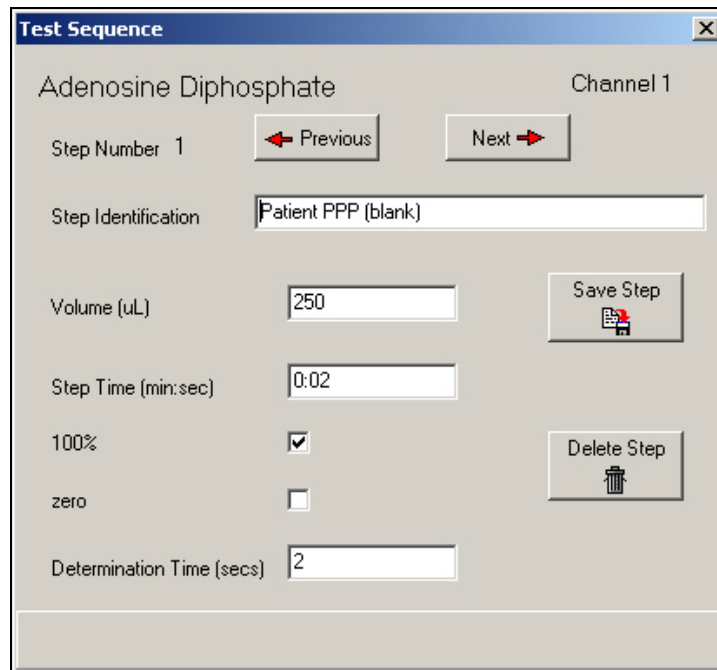 Test Sequence
Adenosine Diphosphate
Channel 1
Step Number 1
Previous
Next
Step Identification
Patient PPP (blank)
Volume (uL)
250
Save Step
Step Time (min:sec)
0:02
100%
Delete Step
zero
Determination Time (secs)
2